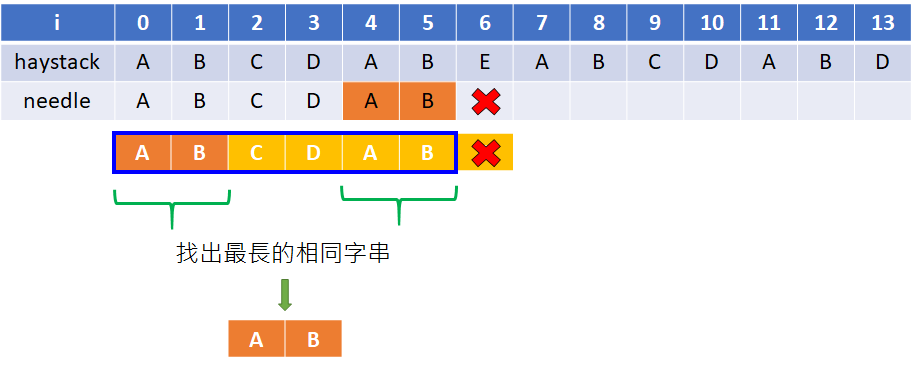 i 0 1 2 3 4 5 6 7 8 9 10 11 12 13
haystack A B C D A B E A B C D A B D
needle A B C D A B
A B C D A B
找出最長的相同字串
A B